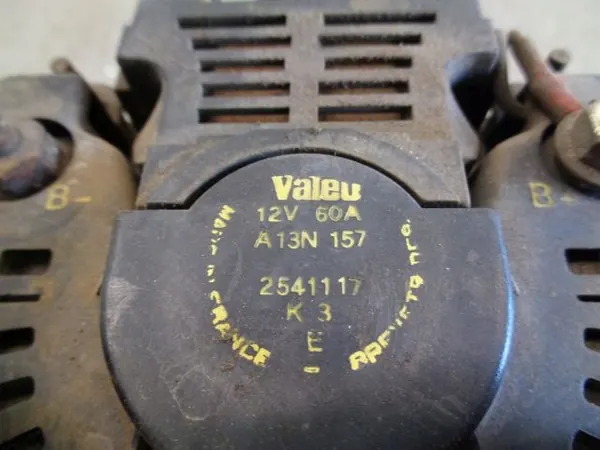 Valeo
12V 60A
A13N 157
2541117
K 3
E
MADE IN FRANCE -
B-
B+